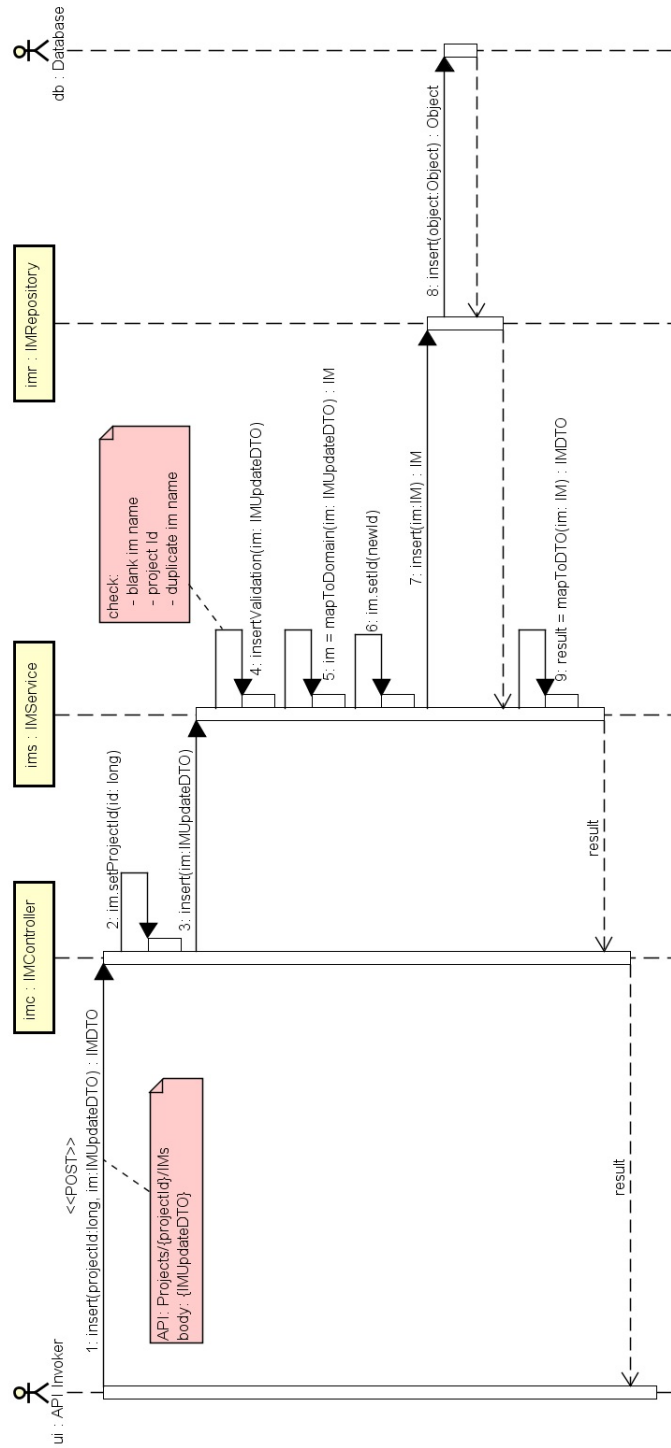 ui : API Invoker
imc : IMController
ims : IMService
imr : IMRepository
db : Database
<<POST>>
1: insert(projectId:long, im:IMUpdateDTO) : IMDTO
API: Projects/{projectId}/IMs
body: {IMUpdateDTO}
2: im.setProjectId(id: long)
3: insert(im:IMUpdateDTO)
check:
- blank im name
- project Id
- duplicate im name
4: insertValidation(im: IMUpdateDTO)
5: im = mapToDomain(im: IMUpdateDTO) : IM
6: im.setId(newId)
7: insert(im:IM) : IM
8: insert(object:Object) : Object
9: result = mapToDTO(im: IM) : IMDTO
result
result